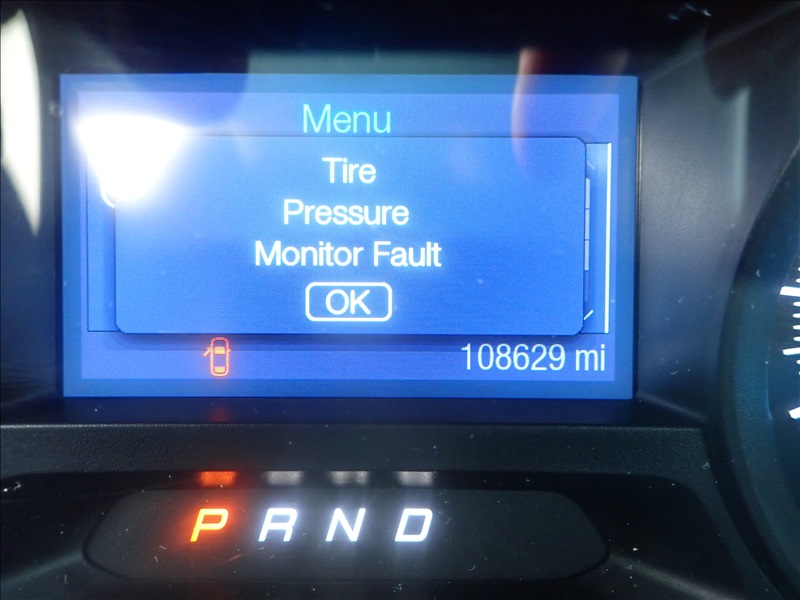 Menu
Tire
Pressure
Monitor Fault
OK
108629 mi
P R N D